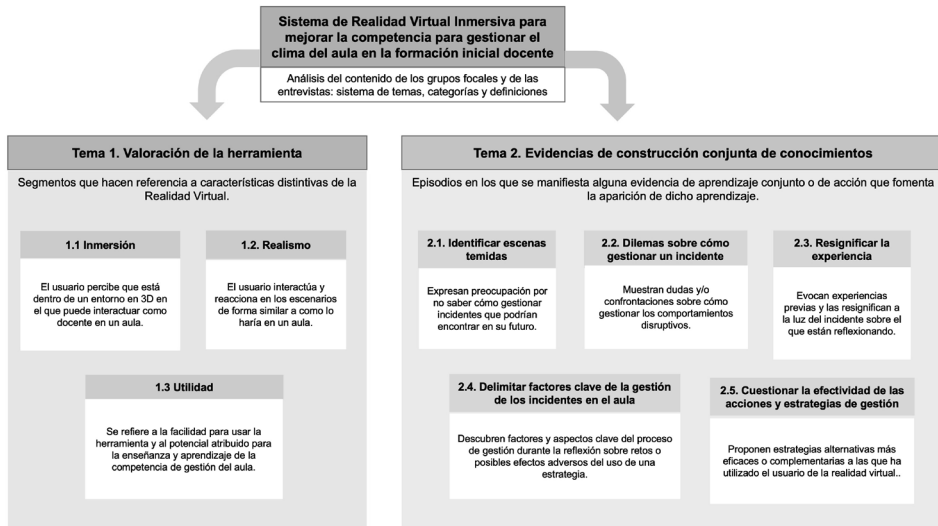 Sistema de Realidad Virtual Inmersiva para
mejorar la competencia para gestionar el
clima del aula en la formación inicial docente
Análisis del contenido de los grupos focales y de las
entrevistas: sistema de temas, categorías y definiciones
Tema 1. Valoración de la herramienta
Segmentos que hacen referencia a características distintivas de la
Realidad Virtual.
1.1 Inmersión
El usuario percibe que está
dentro de un entorno en 3D en
el que puede interactuar como
docente en un aula.
1.2. Realismo
El usuario interactúa y
reacciona en los escenarios
de forma similar a como lo
haría en un aula.
1.3 Utilidad
Se refiere a la facilidad para usar la
herramienta y al potencial atribuido para
la enseñanza y aprendizaje de la
competencia de gestión del aula.
Tema 2. Evidencias de construcción conjunta de conocimientos
Episodios en los que se manifiesta alguna evidencia de aprendizaje conjunto o de acción que fomenta
la aparición de dicho aprendizaje.
2.1. Identificar escenas
temidas
Expresan preocupación por
no saber cómo gestionar
incidentes que podrían
encontrar en su futuro.
2.2. Dilemas sobre cómo
gestionar un incidente
Muestran dudas y/o
confrontaciones sobre cómo
gestionar los comportamientos
disruptivos.
2.3. Resignificar la
experiencia
Evocan experiencias
previas y las resignifican a
la luz del incidente sobre el
que están reflexionando.
2.4. Delimitar factores clave de la gestión
de los incidentes en el aula
Descubren factores y aspectos clave del proceso
de gestión durante la reflexión sobre retos o
posibles efectos adversos del uso de una
estrategia.
2.5. Cuestionar la efectividad de las
acciones y estrategias de gestión
Proponen estrategias alternativas más
eficaces o complementarias a las que ha
utilizado el usuario de la realidad virtual..